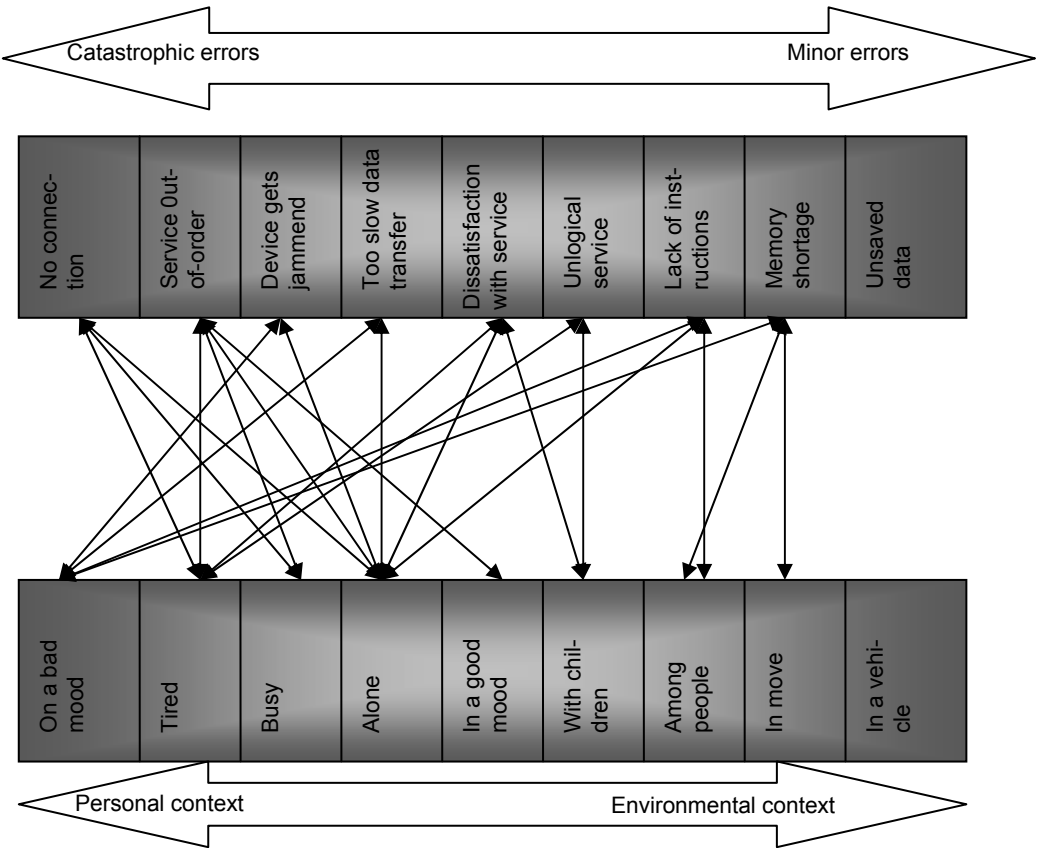 Catastrophic errors
Minor errors
No connec-
tion
Service 0ut-
of-order
Device gets
jammend
Too slow data
transfer
Dissatisfaction
with service
Unlogical
service
Lack of inst-
ructions
Memory
shortage
Unsaved
data
On a bad
mood
Tired
Busy
Alone
In a good
mood
With chil-
dren
Among
people
In move
In a vehi-
cle
Personal context
Environmental context